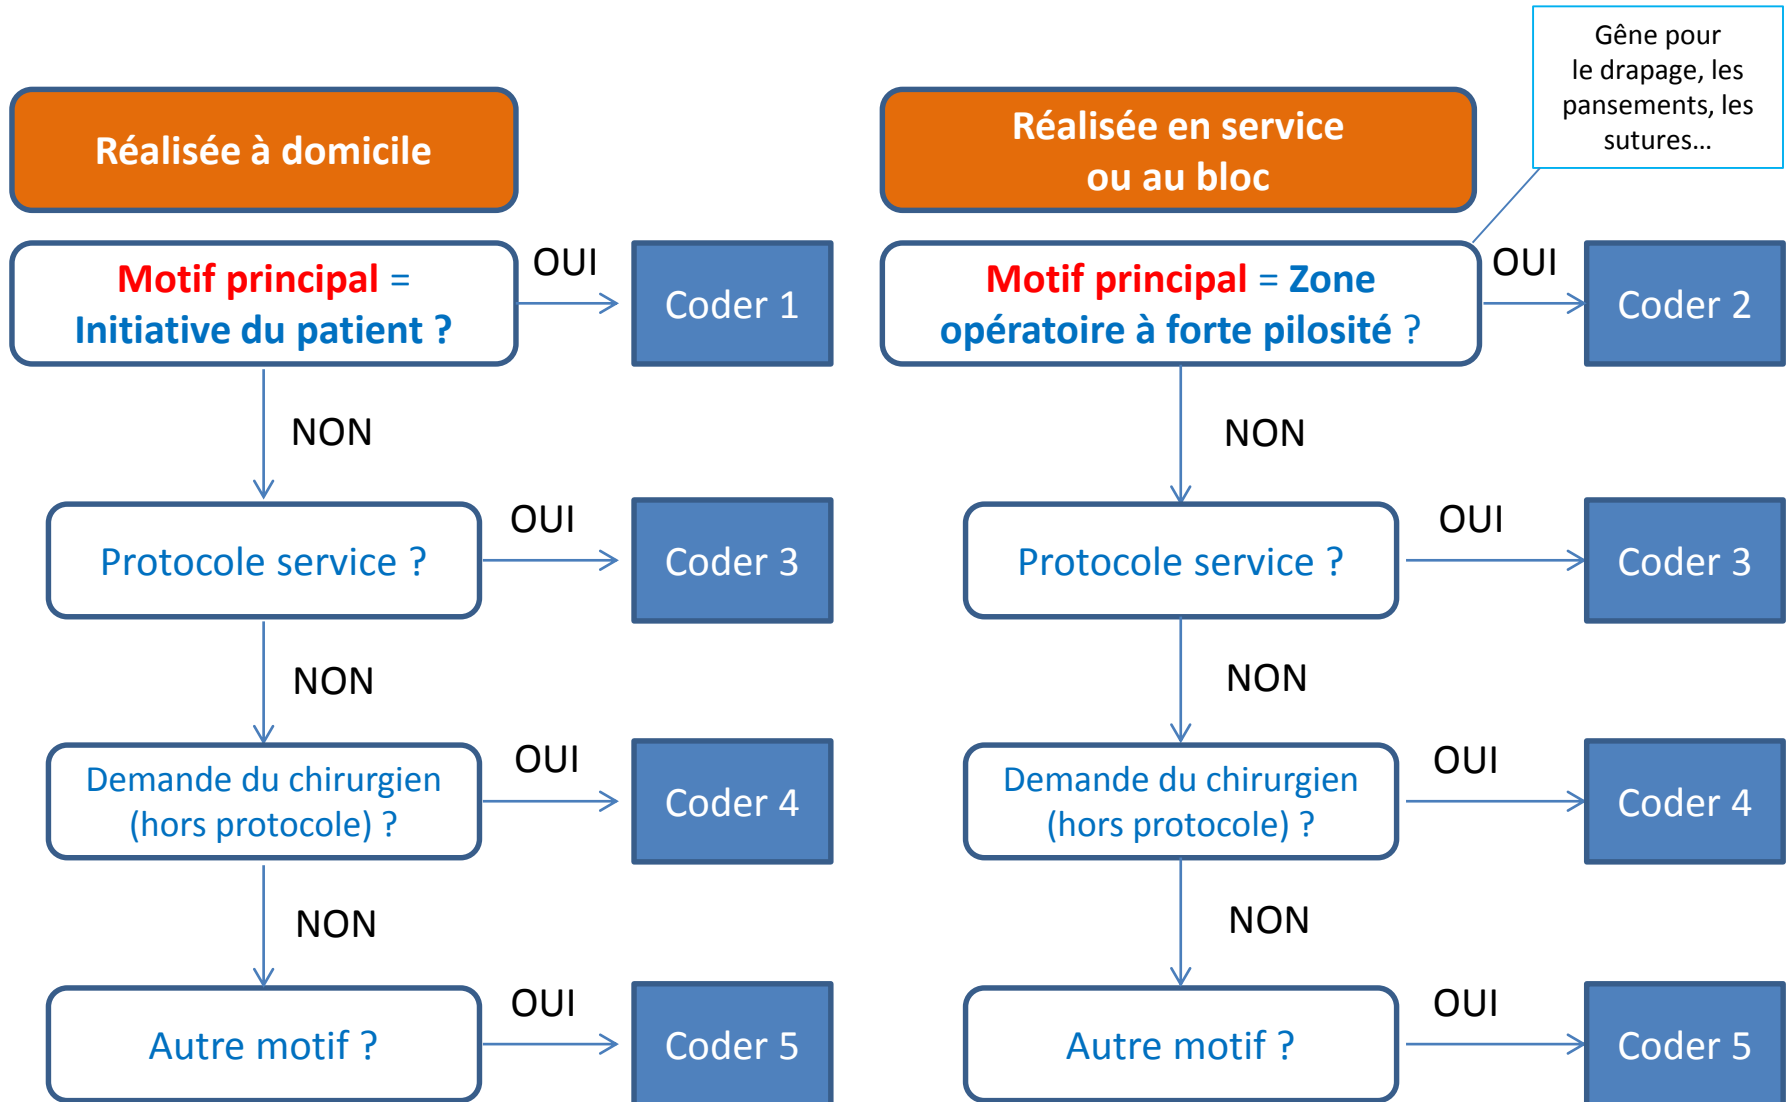 Gêne pour
le drapage, les
pansements, les
sutures...
Réalisée à domicile
Réalisée en service
ou au bloc
Motif principal =
Initiative du patient ?
OUI
Coder 1
Motif principal = Zone
opératoire à forte pilosité ?
OUI
Coder 2
NON
NON
Protocole service ?
OUI
Coder 3
Protocole service ?
OUI
Coder 3
NON
NON
Demande du chirurgien
(hors protocole) ?
OUI
Coder 4
Demande du chirurgien
(hors protocole) ?
OUI
Coder 4
NON
NON
Autre motif ?
OUI
Coder 5
Autre motif ?
OUI
Coder 5